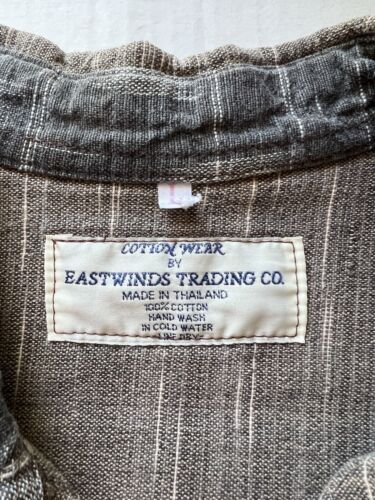 L
COTTON WEAR
BY
EASTWINDS TRADING CO.
MADE IN THAILAND
100% COTTON
HAND WASH
IN COLD WATER
LINE DRY